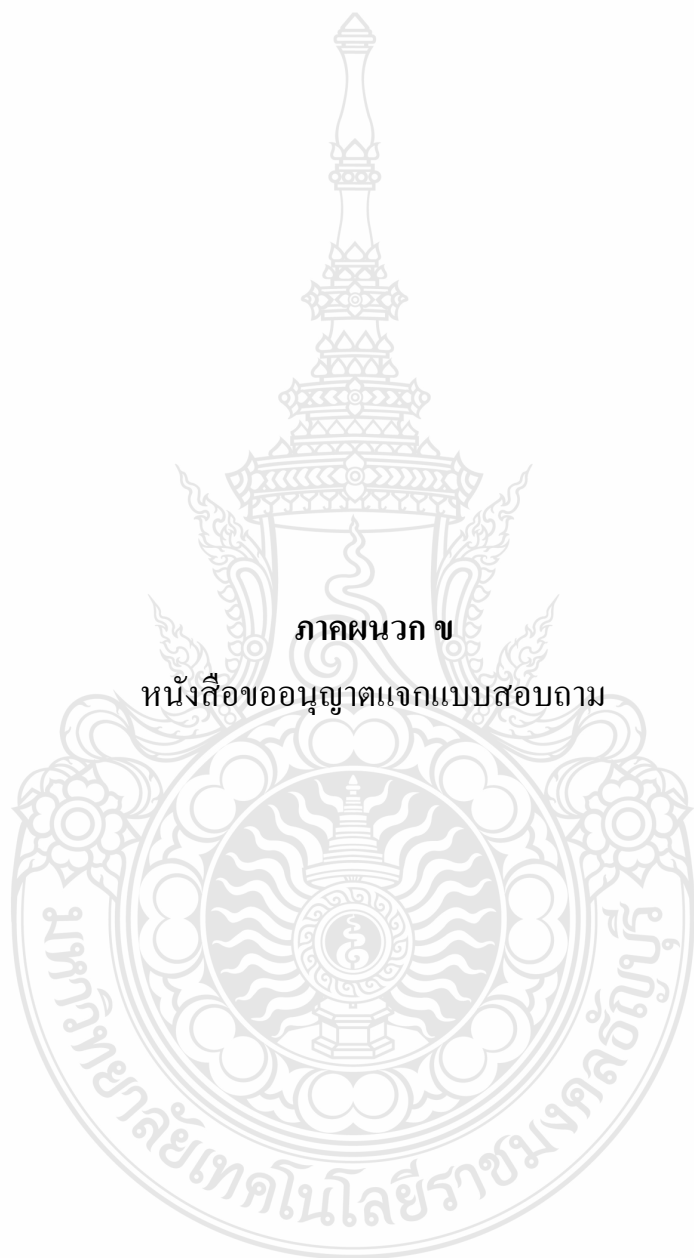 ภาคผนวก ข
หนังสือขออนุญาตแจกแบบสอบถาม
มหาวิทยาลัยเทคโนโลยีราชมงคลธัญบุรี